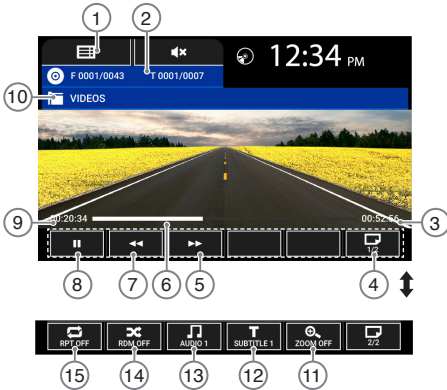 1 2
12:34 PM
F 0001/0043 T 0001/0007
10 VIDEOS
9 00:20:34 00:52:56 3
1/2
8 7 6 5 4
RPT OFF RDM OFF AUDIO 1 SUBTITLE 1 ZOOM OFF 2/2
15 14 13 12 11